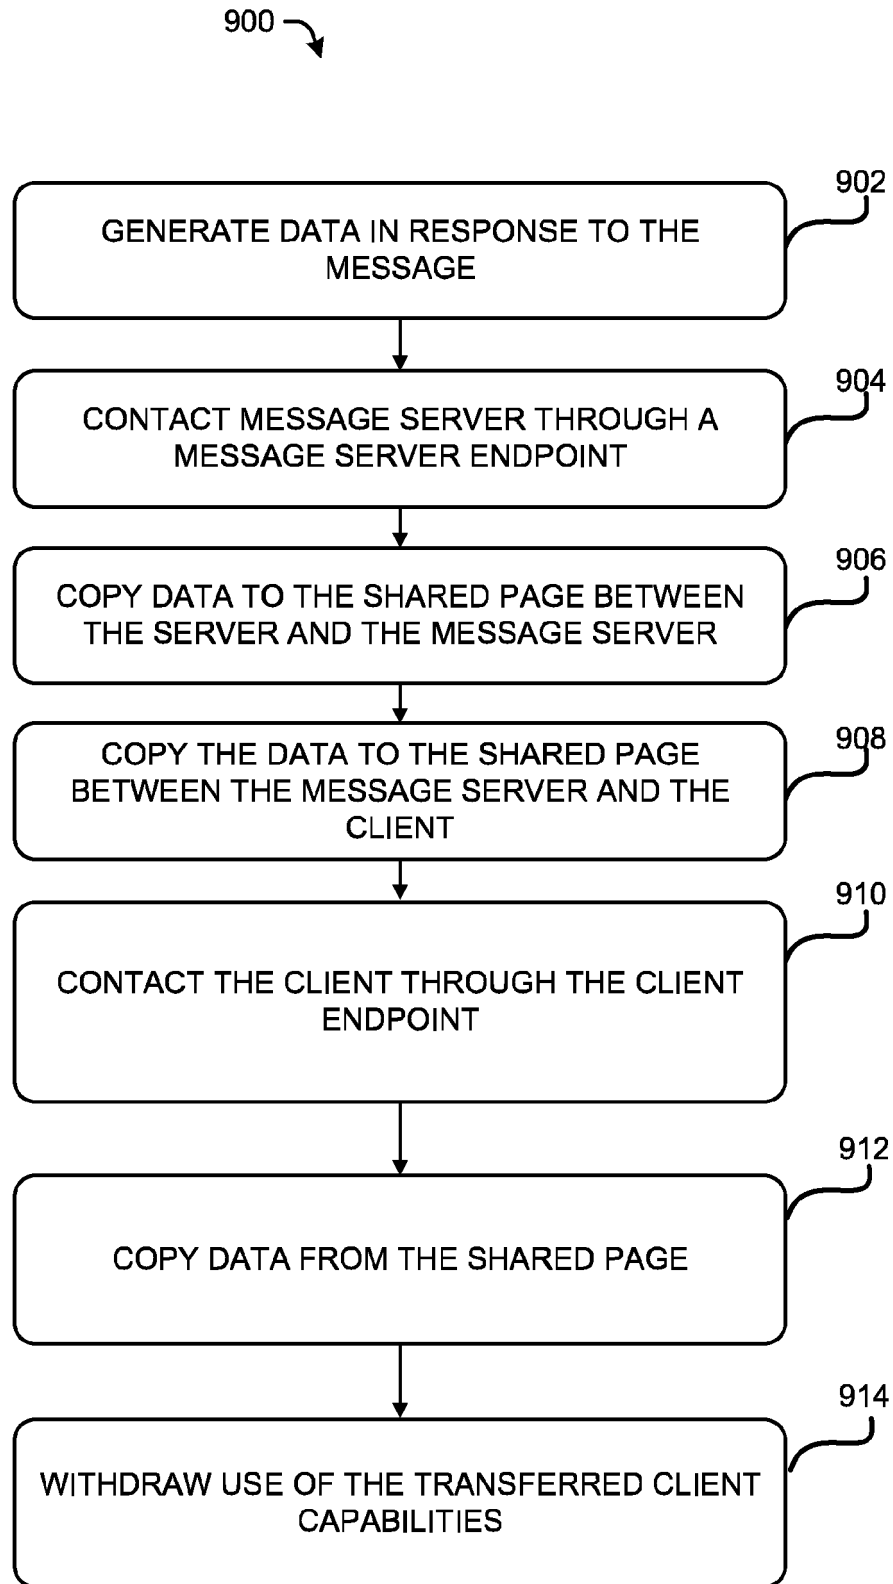 900
902
GENERATE DATA IN RESPONSE TO THE
MESSAGE
904
CONTACT MESSAGE SERVER THROUGH A
MESSAGE SERVER ENDPOINT
906
COPY DATA TO THE SHARED PAGE BETWEEN
THE SERVER AND THE MESSAGE SERVER
908
COPY THE DATA TO THE SHARED PAGE
BETWEEN THE MESSAGE SERVER AND THE
CLIENT
910
CONTACT THE CLIENT THROUGH THE CLIENT
ENDPOINT
912
COPY DATA FROM THE SHARED PAGE
914
WITHDRAW USE OF THE TRANSFERRED CLIENT
CAPABILITIES